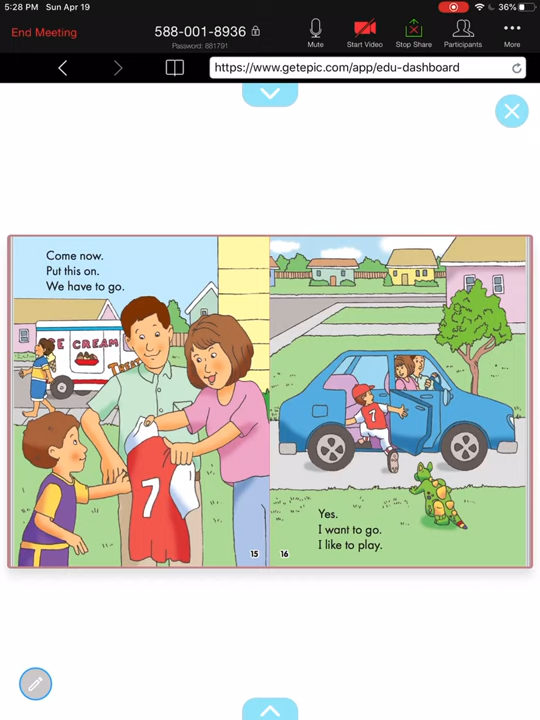 5:28 PM Sun Apr 19
36%
End Meeting
588-001-8936
Password: 881791
Mute
Start Video
Stop Share
Participants
More
https://www.getepic.com/app/edu-dashboard
Come now.
Put this on.
We have to go.
E CREAM
TREAT
7
15
7
Yes.
I want to go.
I like to play.
16